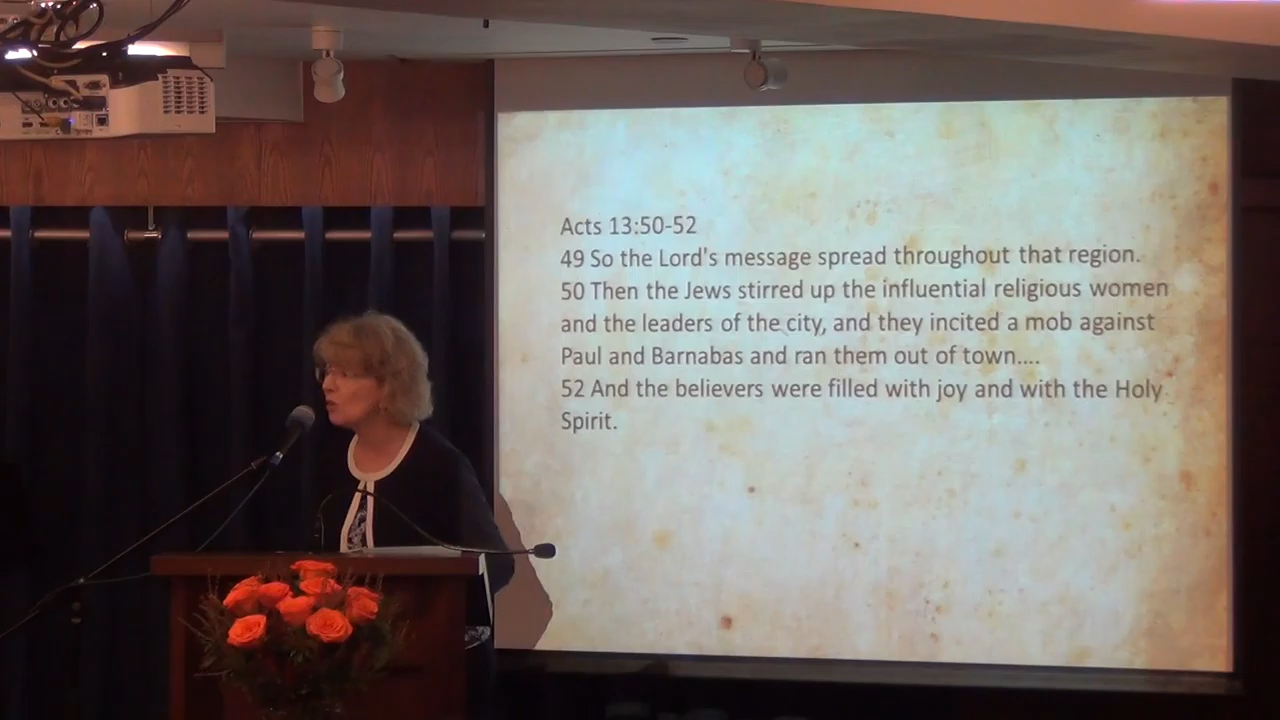 Acts 13:50-52
49 So the Lord's message spread throughout that region.
50 Then the Jews stirred up the influential religious women
and the leaders of the city, and they incited a mob against
Paul and Barnabas and ran them out of town....
52 And the believers were filled with joy and with the Holy
Spirit.